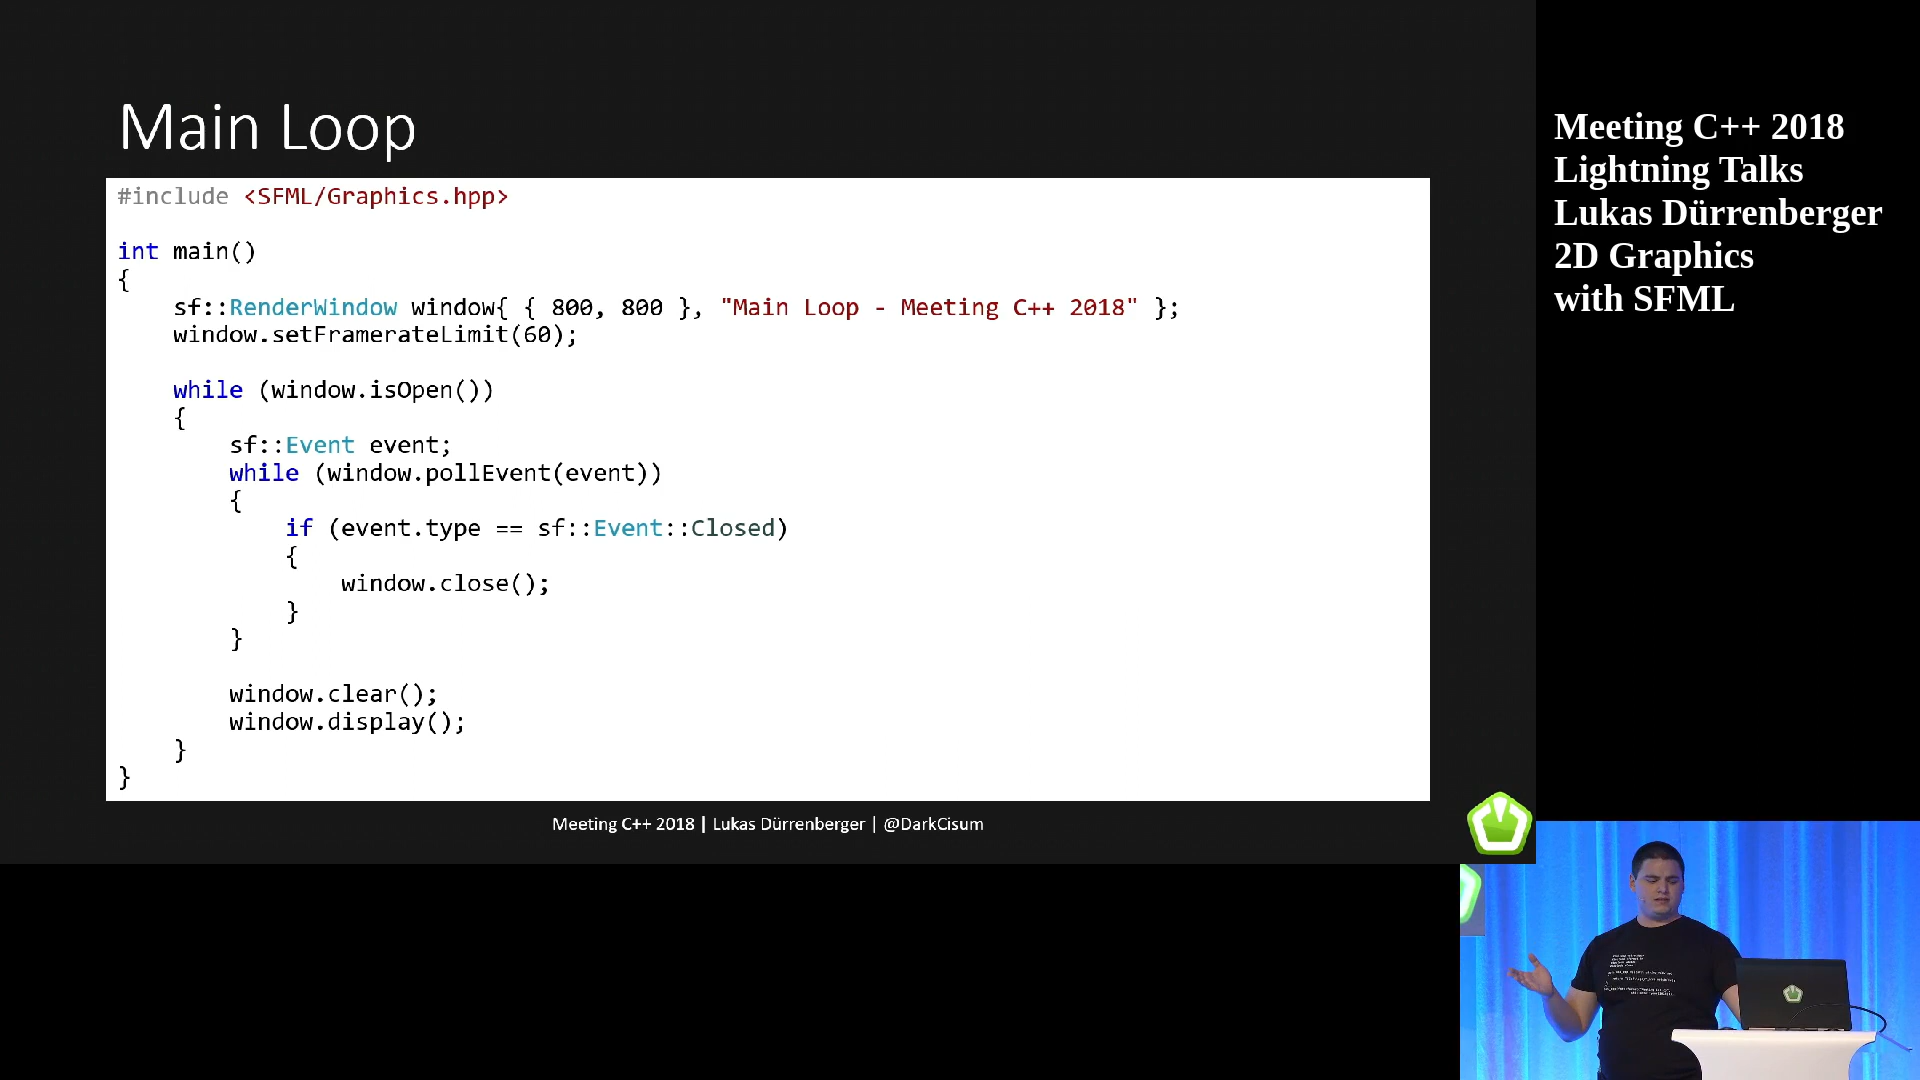 Main Loop
#include <SFML/Graphics.hpp>
int main()
{
    sf::RenderWindow window{ { 800, 800 }, "Main Loop - Meeting C++ 2018" };
    window.setFramerateLimit(60);
    while (window.isOpen())
    {
        sf::Event event;
        while (window.pollEvent(event))
        {
            if (event.type == sf::Event::Closed)
            {
                window.close();
            }
        }
        window.clear();
        window.display();
    }
}
Meeting C++ 2018 | Lukas Dürrenberger | @DarkCisum
Meeting C++ 2018
Lightning Talks
Lukas Dürrenberger
2D Graphics
with SFML